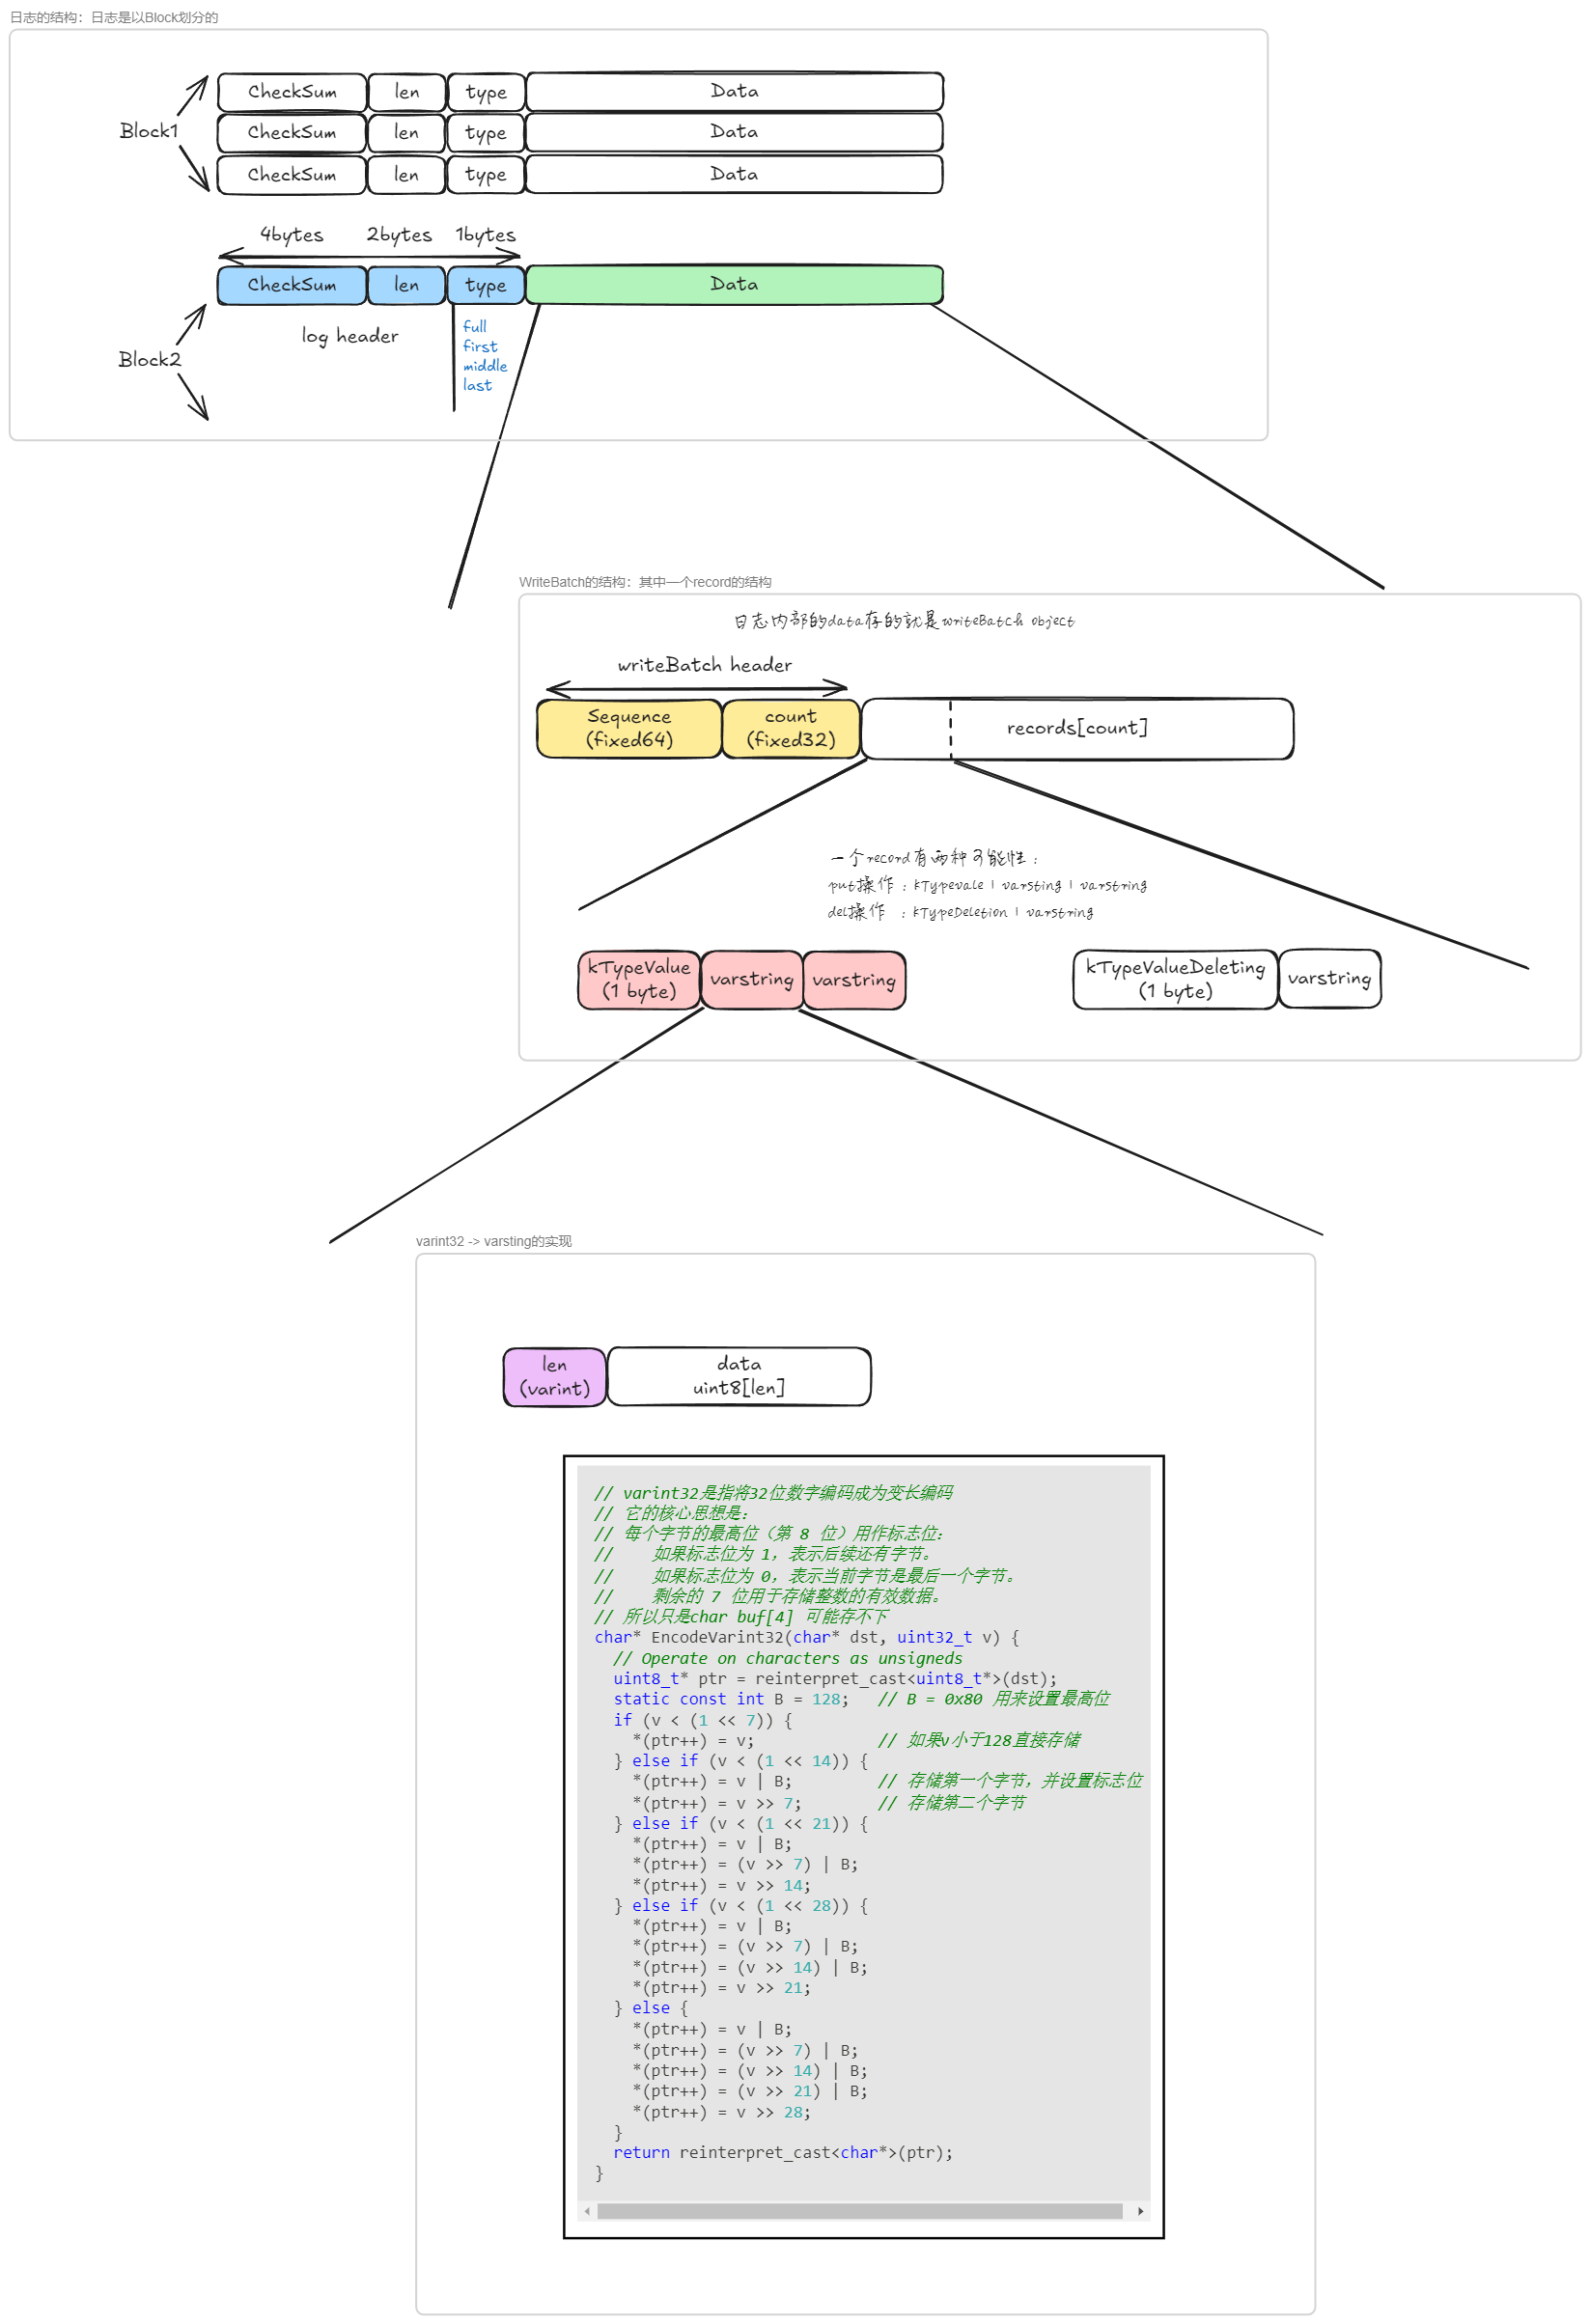 日志的结构：日志是以Block划分的
CheckSum len type Data
Block1
CheckSum len type Data
CheckSum len type Data
4bytes 2bytes 1bytes
CheckSum len type Data
log header
full
first
middle
last
Block2
WriteBatch的结构：其中一个record的结构
日志内部的data存的就是writeBatch object
writeBatch header
Sequence
(fixed64)
count
(fixed32)
records[count]
一个record有两种可能性：
put操作 ：kTypevale | varsting | varstring
del操作 ：kTypeDeletion | varstring
kTypeValue
(1 byte)
varstring
varstring
kTypeValueDeleting
(1 byte)
varstring
varint32 -> varsting的实现
len
(varint)
data
uint8[len]
// varint32是指将32位数字编码成为变长编码
// 它的核心思想是：
// 每个字节的最高位（第 8 位）用作标志位：
//    如果标志位为 1，表示后续还有字节。
//    如果标志位为 0，表示当前字节是最后一个字节。
//    剩余的 7 位用于存储整数的有效数据。
// 所以只是char buf[4] 可能存不下
char* EncodeVarint32(char* dst, uint32_t v) {
  // Operate on characters as unsigneds
  uint8_t* ptr = reinterpret_cast<uint8_t*>(dst);
  static const int B = 128;   // B = 0x80 用来设置最高位
  if (v < (1 << 7)) {
    *(ptr++) = v;             // 如果v小于128直接存储
  } else if (v < (1 << 14)) {
    *(ptr++) = v | B;         // 存储第一个字节，并设置标志位
    *(ptr++) = v >> 7;        // 存储第二个字节
  } else if (v < (1 << 21)) {
    *(ptr++) = v | B;
    *(ptr++) = (v >> 7) | B;
    *(ptr++) = v >> 14;
  } else if (v < (1 << 28)) {
    *(ptr++) = v | B;
    *(ptr++) = (v >> 7) | B;
    *(ptr++) = (v >> 14) | B;
    *(ptr++) = v >> 21;
  } else {
    *(ptr++) = v | B;
    *(ptr++) = (v >> 7) | B;
    *(ptr++) = (v >> 14) | B;
    *(ptr++) = (v >> 21) | B;
    *(ptr++) = v >> 28;
  }
  return reinterpret_cast<char*>(ptr);
}